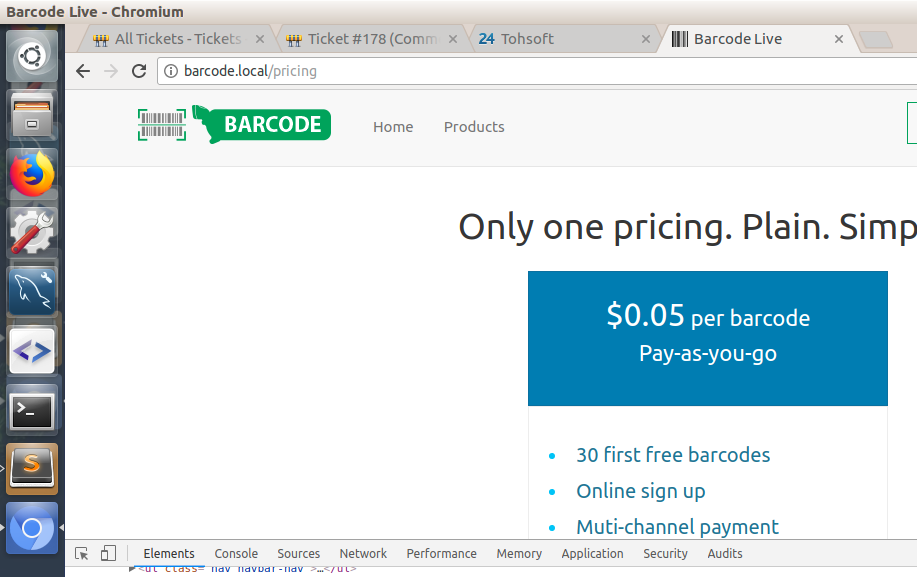 Barcode Live - Chromium
All Tickets - Tickets
Ticket #178 (Comm
24 Tohsoft
Barcode Live
barcode.local/pricing
BARCODE
Home
Products
Only one pricing. Plain. Simp
$0.05 per barcode
Pay-as-you-go
30 first free barcodes
Online sign up
Muti-channel payment
Elements Console Sources Network Performance Memory Application Security Audits
<ul class="nav navbar-nav">…</ul>